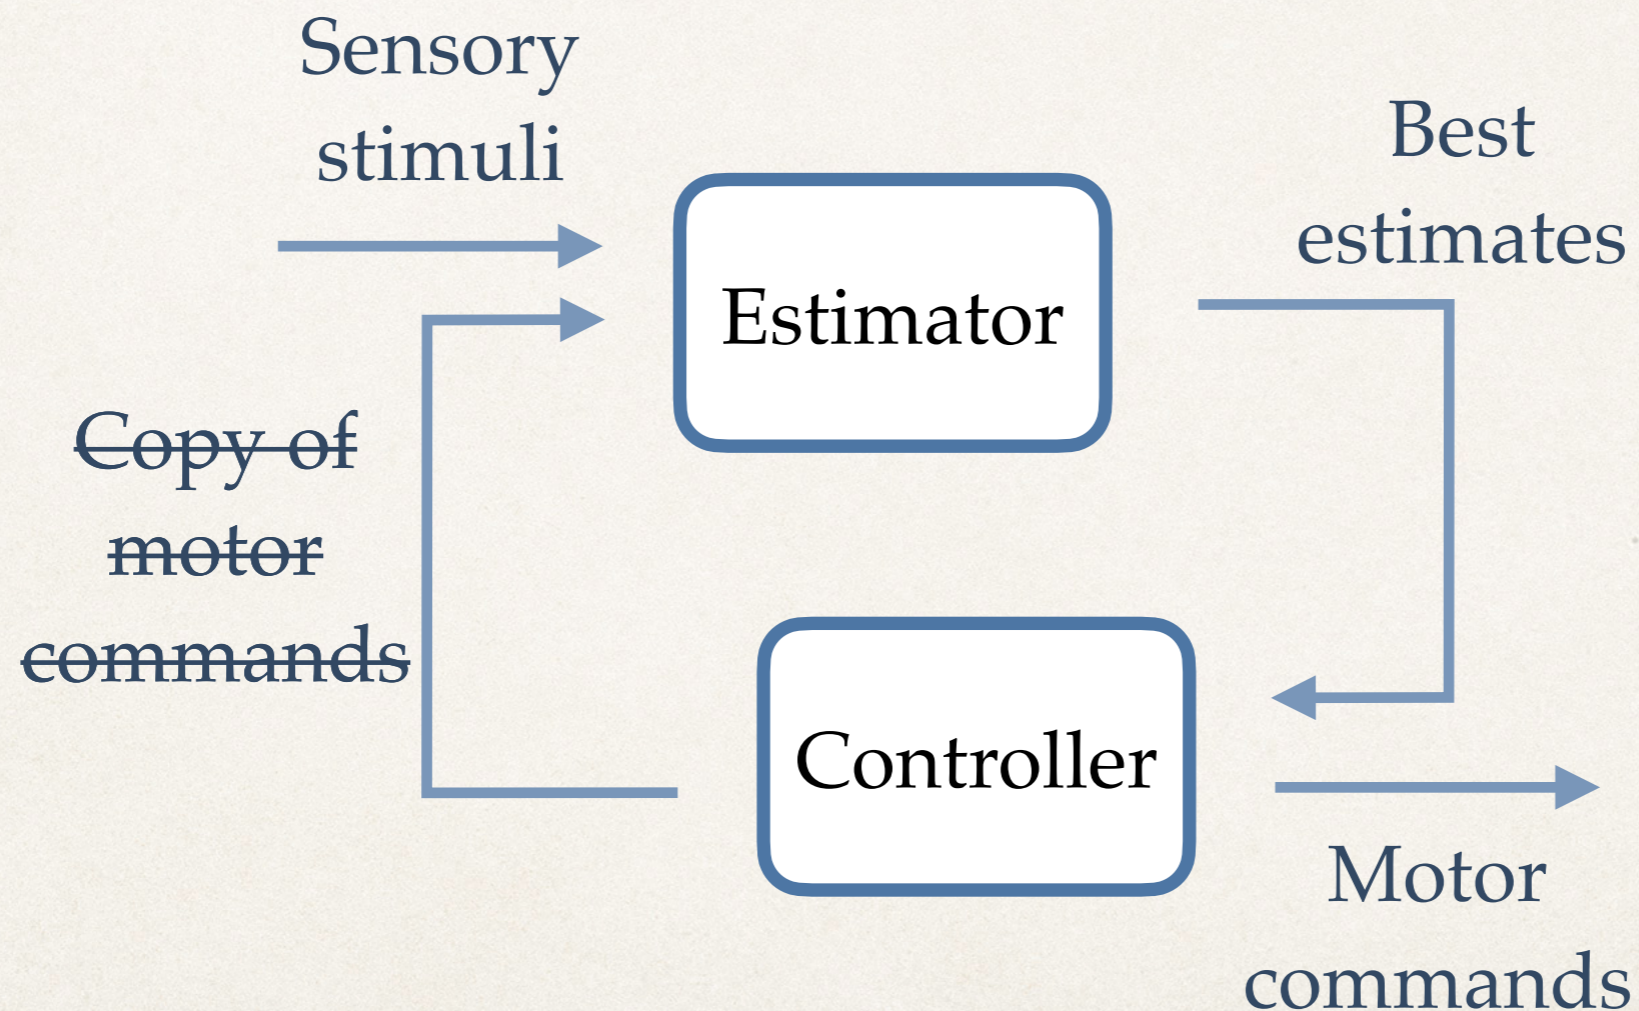 Sensory
stimuli
Best
estimates
Estimator
Copy of
motor
commands
Controller
Motor
commands